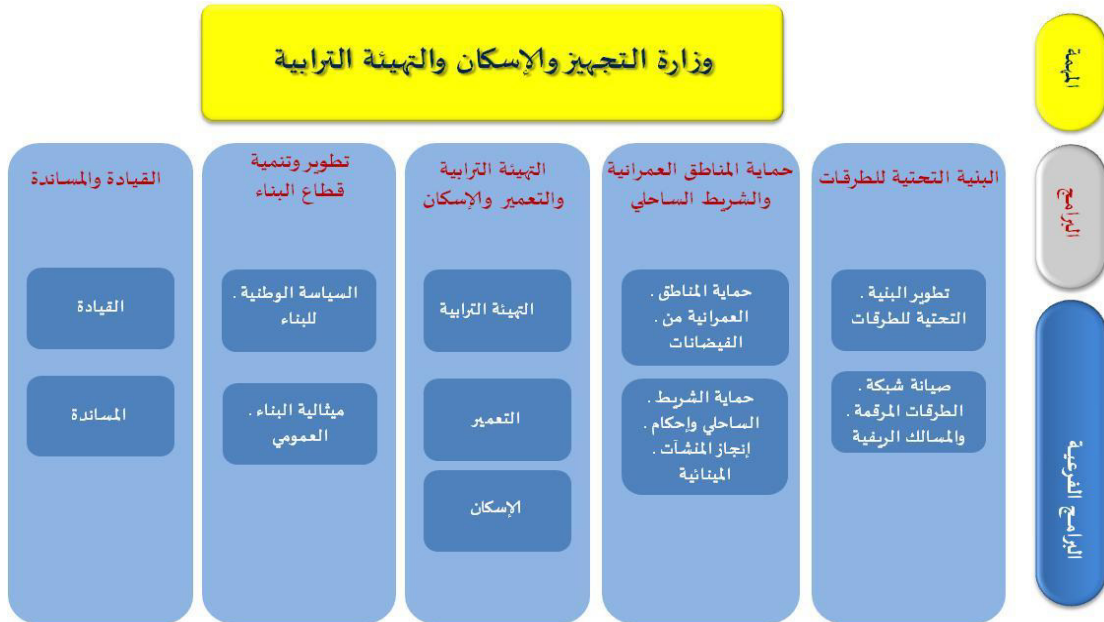 وزارة التجهيز والإسكان والتهيئة الترابية
المهمة
البرامج
البرامج الفرعية
البنية التحتية للطرقات
تطوير البنية .
التحتية للطرقات
صيانة شبكة .
الطرقات المرقمة .
والمسالك الريفية
حماية المناطق العمرانية
والشريط الساحلي
حماية المناطق .
العمرانية من .
الفيضانات
حماية الشريط .
الساحلي وإحكام .
إنجاز المنشآت .
المينائية
التهيئة الترابية
والتعمير والإسكان
التهيئة الترابية
التعمير
الإسكان
تطوير وتنمية
قطاع البناء
السياسة الوطنية .
للبناء
ميثالية البناء .
العمومي
القيادة والمساندة
القيادة
المساندة